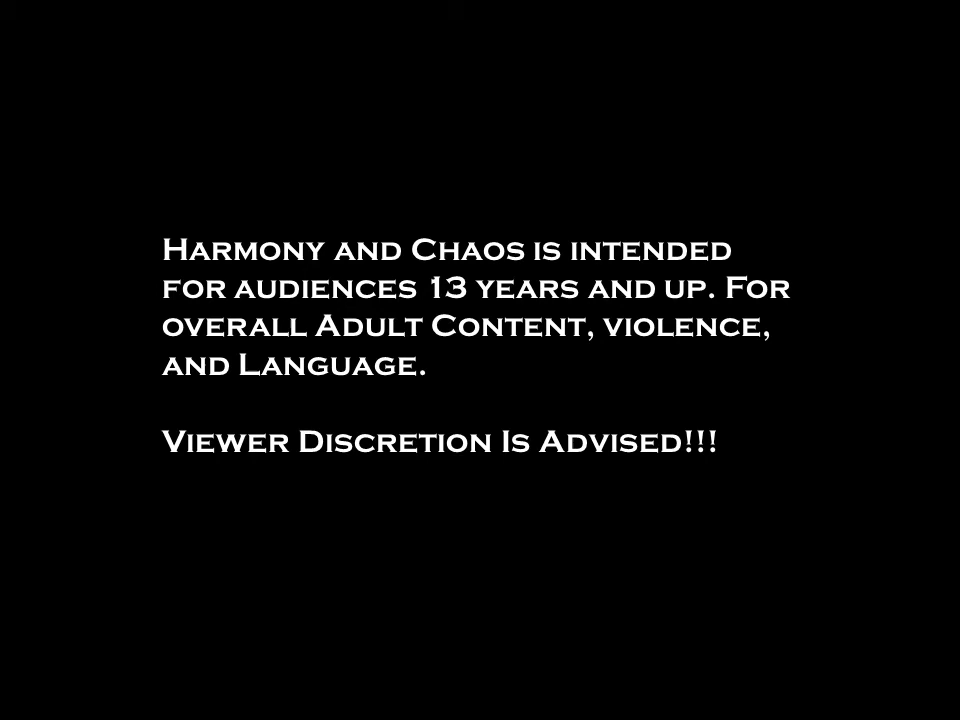 Harmony and Chaos is intended
for audiences 13 years and up. For
overall Adult Content, violence,
and Language.
Viewer Discretion Is Advised!!!